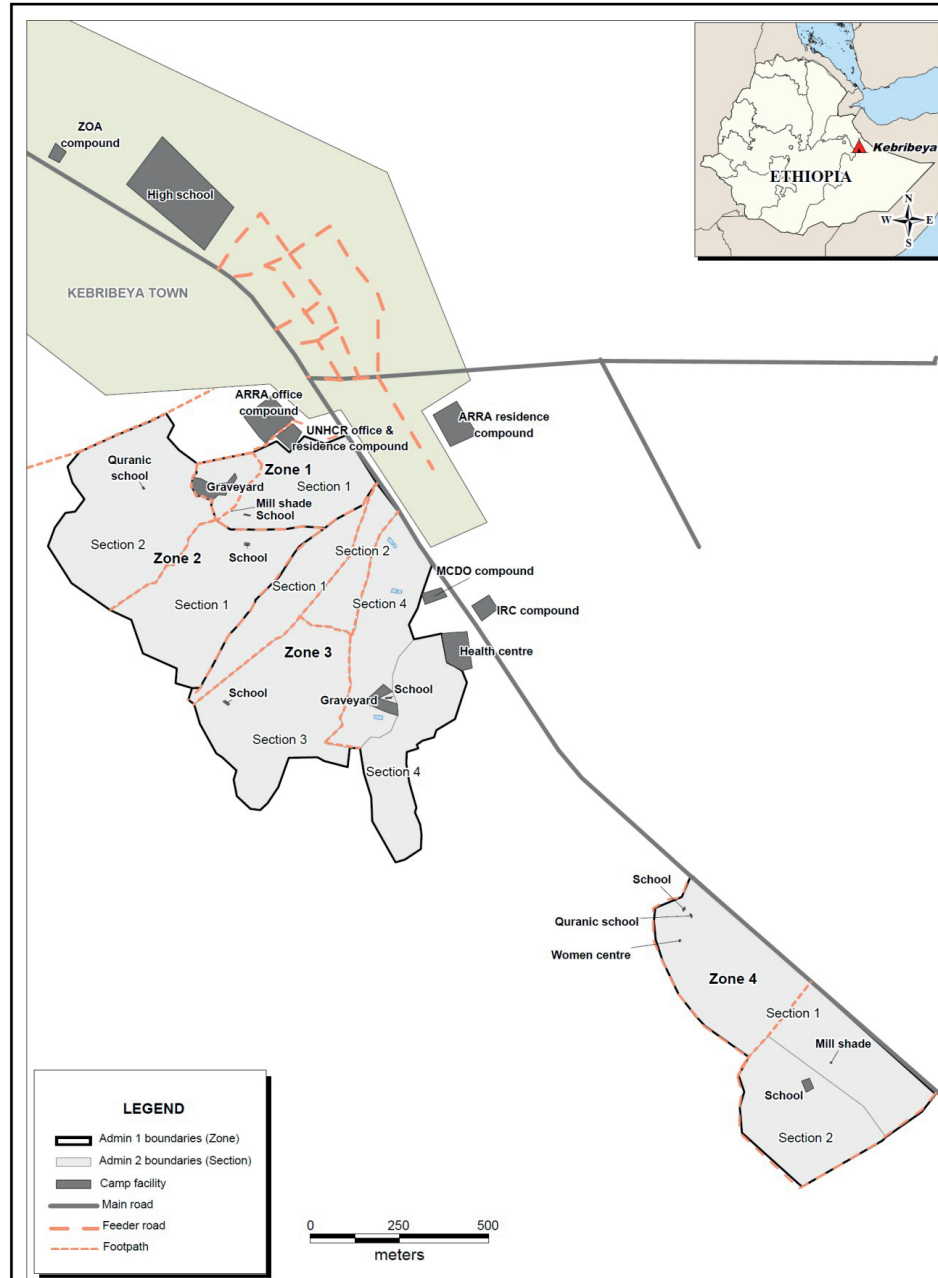 ZOA
compound
High school
Kebribeya
ETHIOPIA
N
W
E
S
KEBRIBEYA TOWN
ARRA office
compound
UNHCR office &
residence compound
ARRA residence
compound
Quranic
school
Graveyard
Zone 1
Section 1
Mill shade
School
Section 2
Zone 2
School
Section 1
Section 1
Section 2
Section 4
MCDO compound
IRC compound
Zone 3
Health centre
School
Graveyard
School
Section 3
Section 4
School
Quranic school
Women centre
Zone 4
Section 1
Mill shade
School
Section 2
LEGEND
Admin 1 boundaries (Zone)
Admin 2 boundaries (Section)
Camp facility
Main road
Feeder road
Footpath
0 250 500
meters